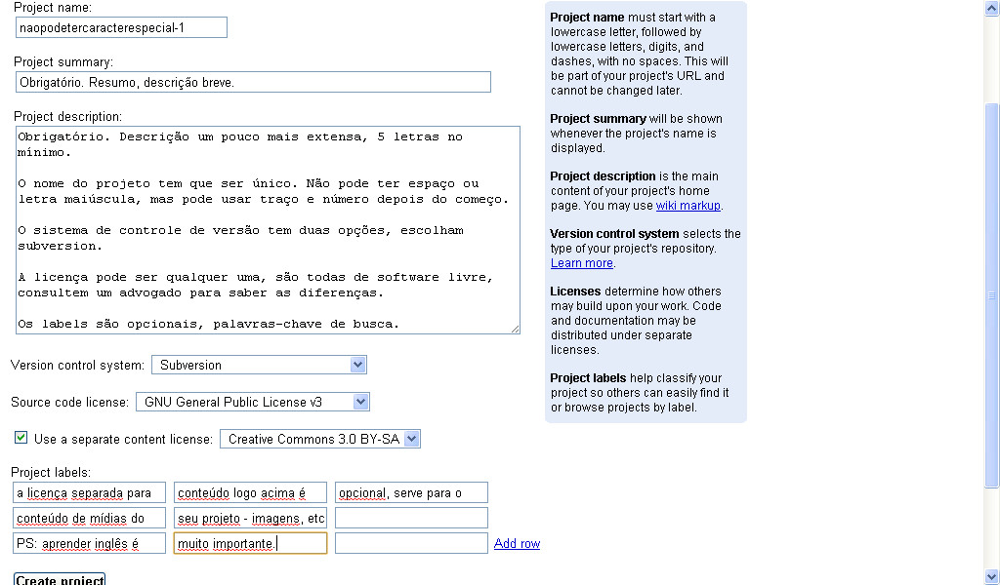 Project name:
naopodetercaracterespecial-1
Project summary:
Obrigatório. Resumo, descrição breve.
Project description:
Obrigatório. Descrição um pouco mais extensa, 5 letras no
mínimo.
O nome do projeto tem que ser único. Não pode ter espaço ou
letra maiúscula, mas pode usar traço e número depois do começo.
O sistema de controle de versão tem duas opções, escolham
subversion.
A licença pode ser qualquer uma, são todas de software livre,
consultem um advogado para saber as diferenças.
Os labels são opcionais, palavras-chave de busca.
Version control system: Subversion
Source code license: GNU General Public License v3
Use a separate content license: Creative Commons 3.0 BY-SA
Project labels:
a licença separada para conteúdo logo acima é opcional, serve para o
conteúdo de mídias do seu projeto - imagens, etc
PS: aprender inglês é muito importante. Add row
Create project
Project name must start with a
lowercase letter, followed by
lowercase letters, digits, and
dashes, with no spaces. This will
be part of your project's URL and
cannot be changed later.
Project summary will be shown
whenever the project's name is
displayed.
Project description is the main
content of your project's home
page. You may use wiki markup.
Version control system selects the
type of your project's repository.
Learn more.
Licenses determine how others
may build upon your work. Code
and documentation may be
distributed under separate
licenses.
Project labels help classify your
project so others can easily find it
or browse projects by label.